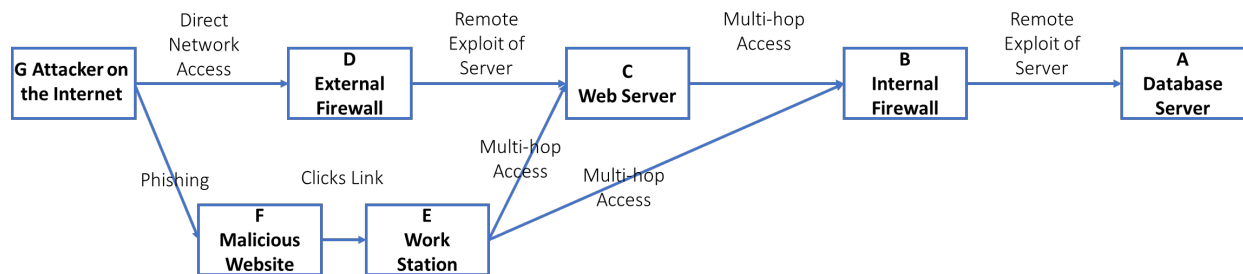 Direct
Network
Access
Remote
Exploit of
Server
Multi-hop
Access
Remote
Exploit of
Server
G Attacker on
the Internet
D
External
Firewall
C
Web Server
B
Internal
Firewall
A
Database
Server
Phishing
Clicks Link
Multi-hop
Access
Multi-hop
Access
F
Malicious
Website
E
Work
Station